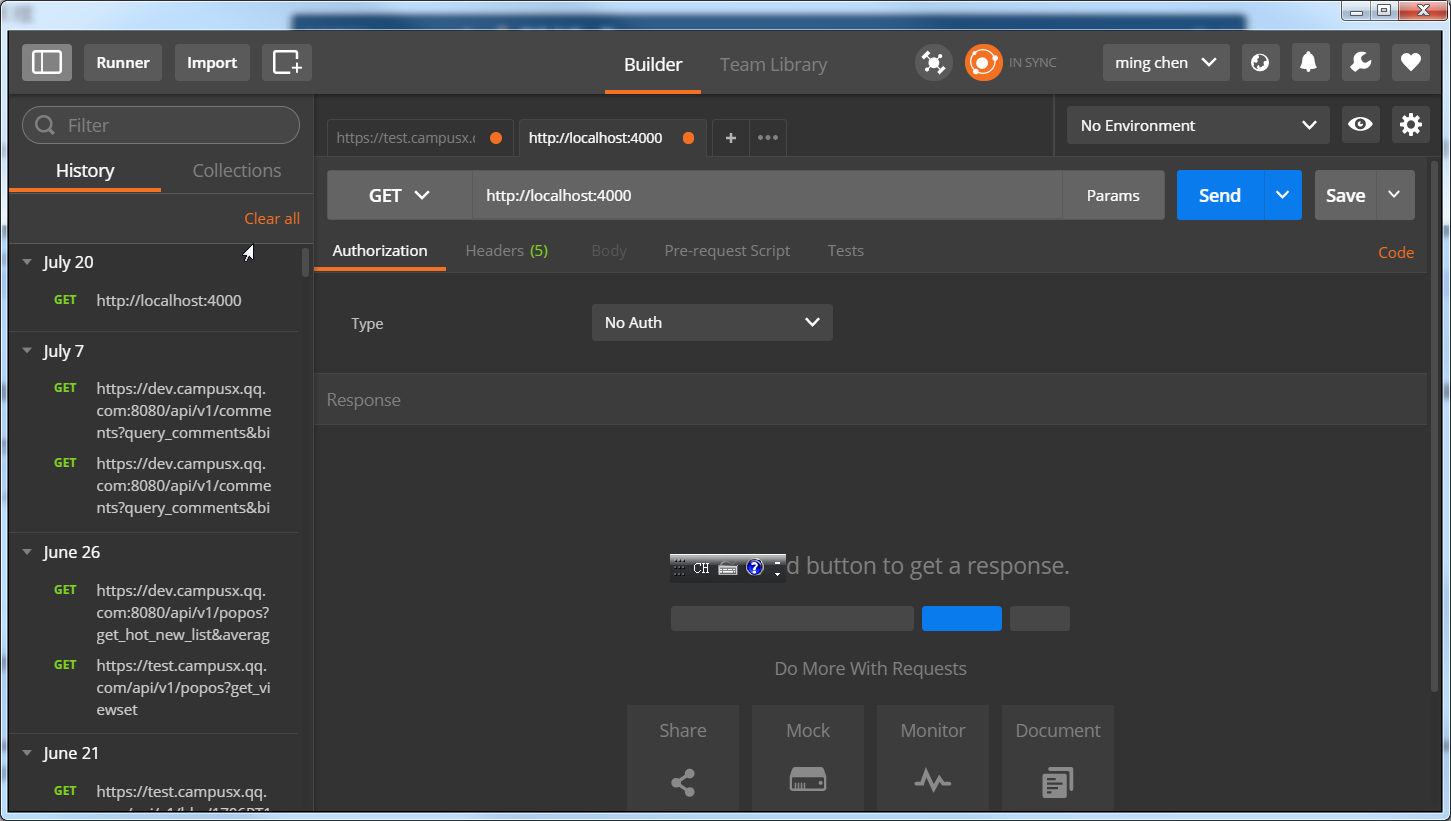 Runner
Import
Builder
Team Library
IN SYNC
ming chen
Filter
History
Collections
Clear all
July 20
GET http://localhost:4000
July 7
GET https://dev.campusx.qq.
com:8080/api/v1/comme
nts?query_comments&bi
GET https://dev.campusx.qq.
com:8080/api/v1/comme
nts?query_comments&bi
June 26
GET https://dev.campusx.qq.
com:8080/api/v1/popos?
get_hot_new_list&averag
GET https://test.campusx.qq.
com/api/v1/popos?get_vi
ewset
June 21
GET https://test.campusx.qq.
https://test.campusx.
http://localhost:4000
No Environment
GET
http://localhost:4000
Params
Send
Save
Authorization
Headers (5)
Body
Pre-request Script
Tests
Code
Type
No Auth
Response
CH
d button to get a response.
Do More With Requests
Share
Mock
Monitor
Document